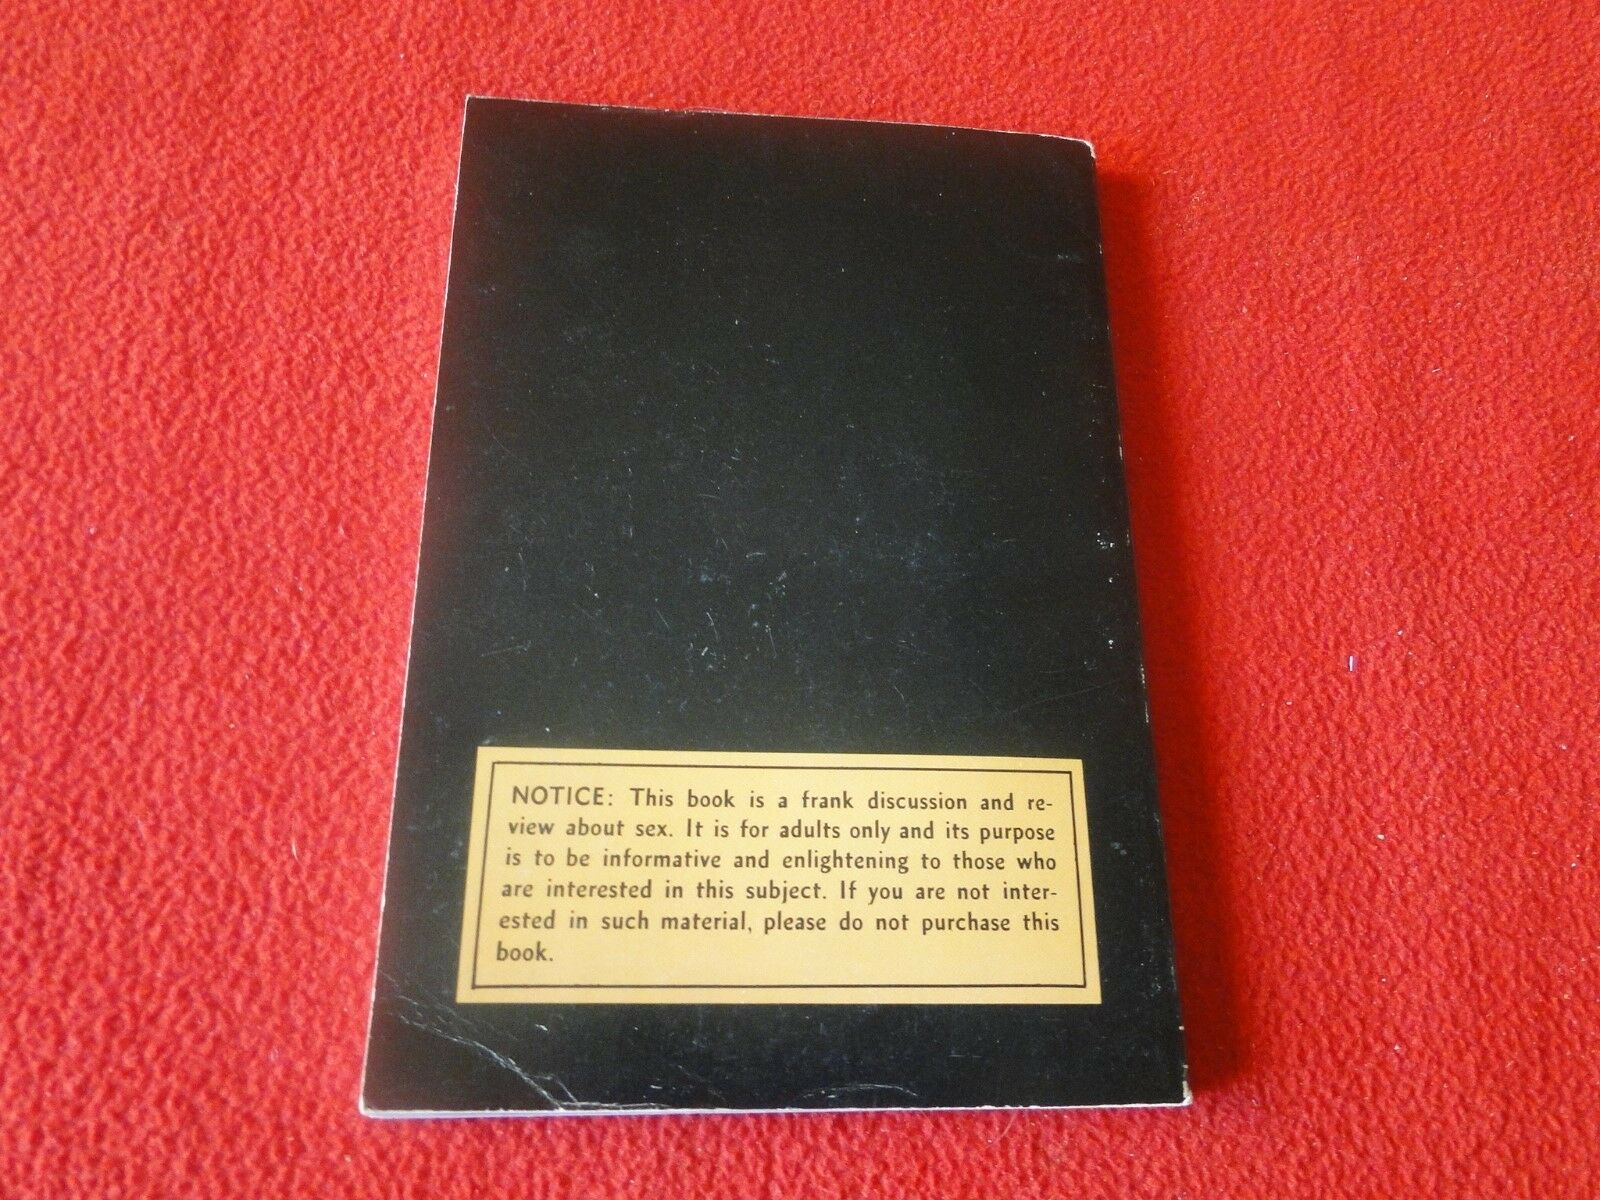 NOTICE: This book is a frank discussion and re-
view about sex. It is for adults only and its purpose
is to be informative and enlightening to those who
are interested in this subject. If you are not inter-
ested in such material, please do not purchase this
book.